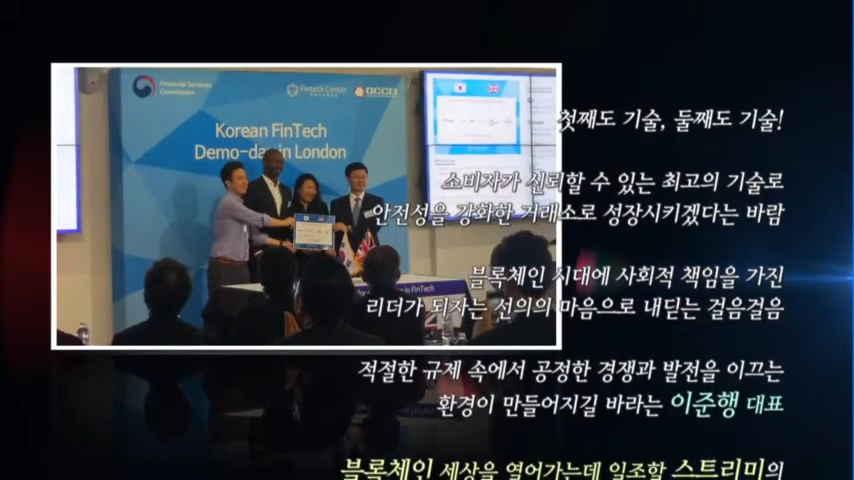 Financial Services
Commission
Fintech Center
GCCEI
Korean FinTech
Demo-day in London
in FinTech
첫째도 기술, 둘째도 기술!
소비자가 신뢰할 수 있는 최고의 기술로
안전성을 강화한 거래소로 성장시키겠다는 바람
블록체인 시대에 사회적 책임을 가진
리더가 되자는 선의의 마음으로 내딛는 걸음걸음
적절한 규제 속에서 공정한 경쟁과 발전을 이끄는
환경이 만들어지길 바라는 이준행 대표
블록체인 세상을 열어가는데 일조할 스트리미의